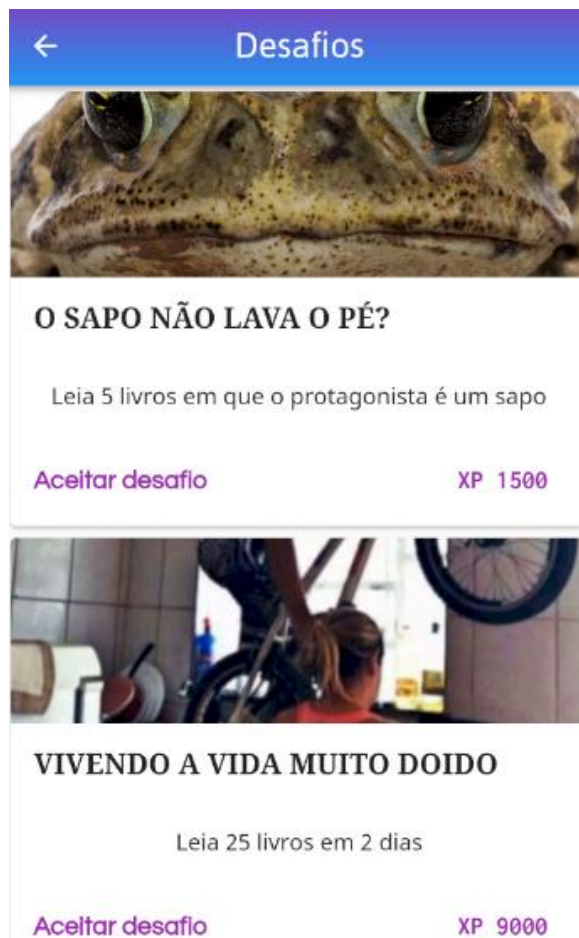 Desafios
O SAPO NÃO LAVA O PÉ?
Leia 5 livros em que o protagonista é um sapo
Aceitar desafio XP 1500
VIVENDO A VIDA MUITO DOIDO
Leia 25 livros em 2 dias
Aceitar desafio XP 9000